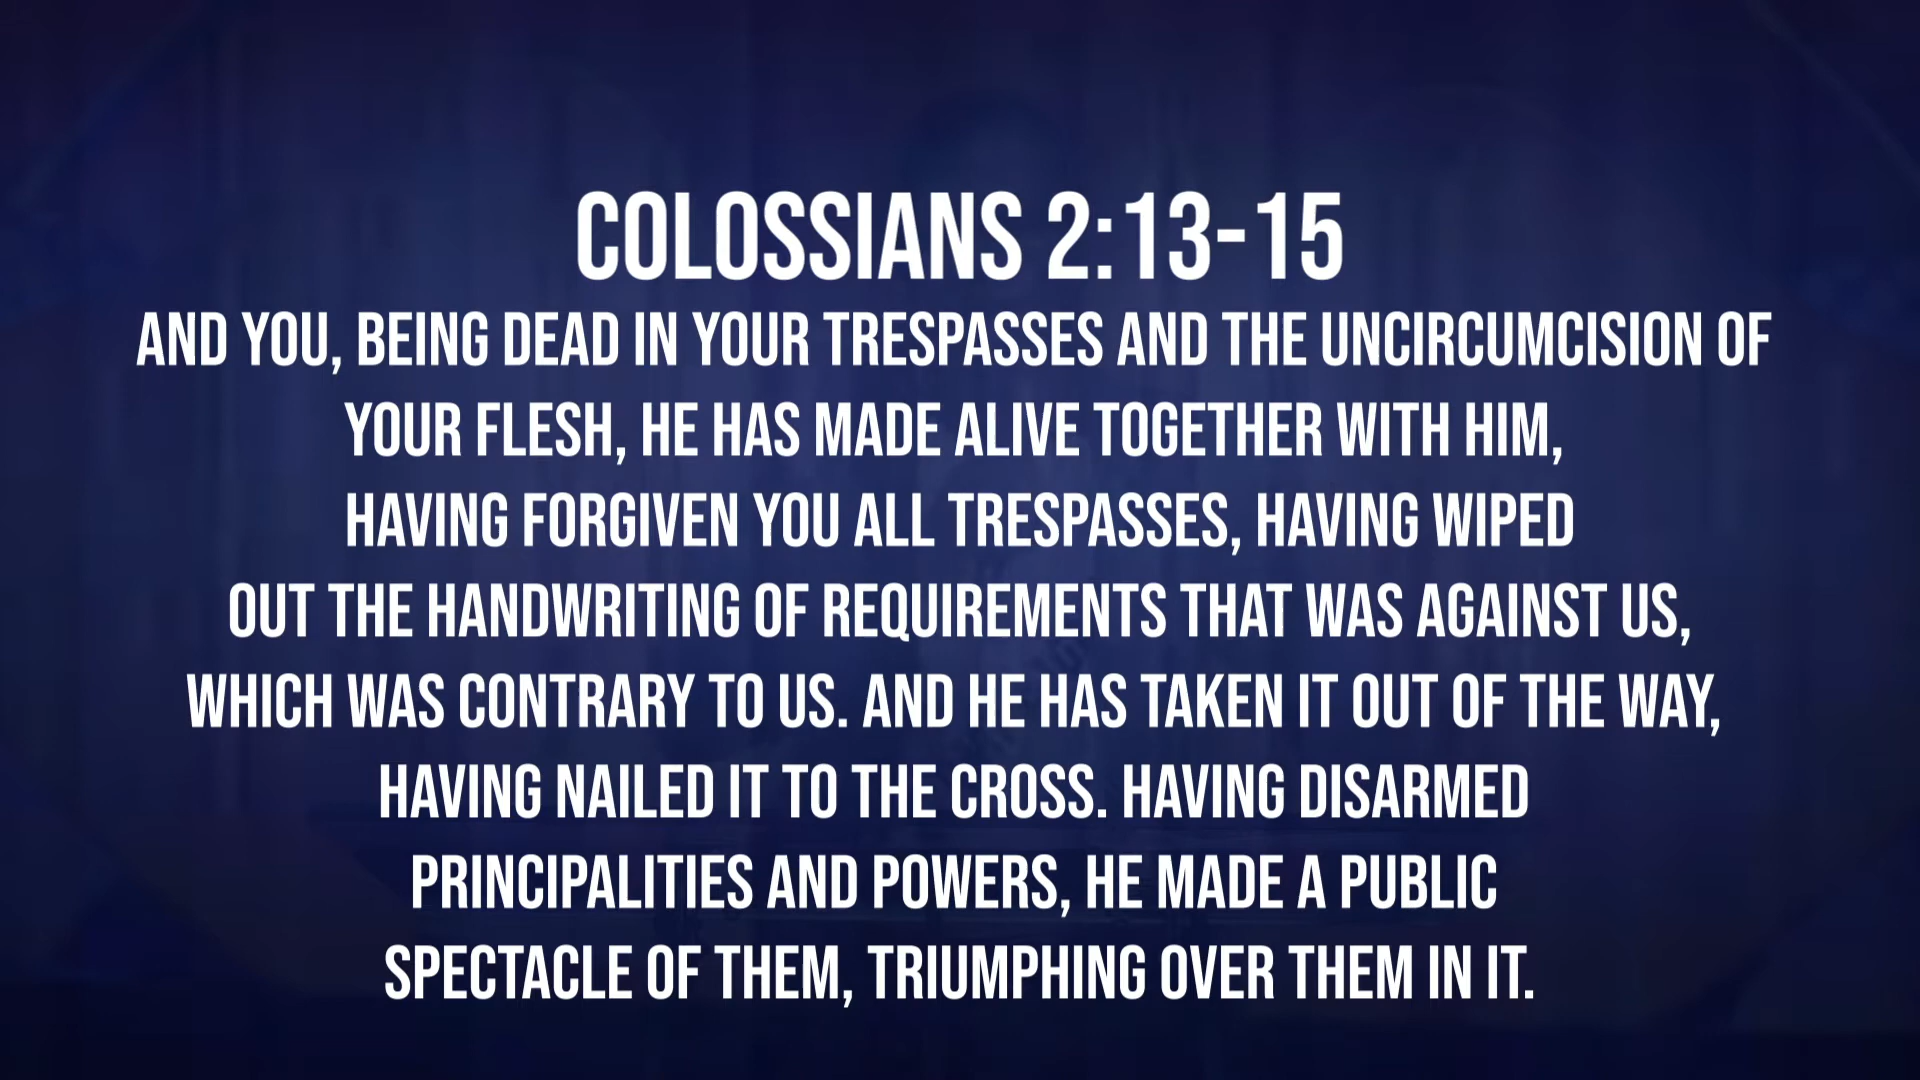 COLOSSIANS 2:13-15
AND YOU, BEING DEAD IN YOUR TRESPASSES AND THE UNCIRCUMCISION OF
YOUR FLESH, HE HAS MADE ALIVE TOGETHER WITH HIM,
HAVING FORGIVEN YOU ALL TRESPASSES, HAVING WIPED
OUT THE HANDWRITING OF REQUIREMENTS THAT WAS AGAINST US,
WHICH WAS CONTRARY TO US. AND HE HAS TAKEN IT OUT OF THE WAY,
HAVING NAILED IT TO THE CROSS. HAVING DISARMED
PRINCIPALITIES AND POWERS, HE MADE A PUBLIC
SPECTACLE OF THEM, TRIUMPHING OVER THEM IN IT.